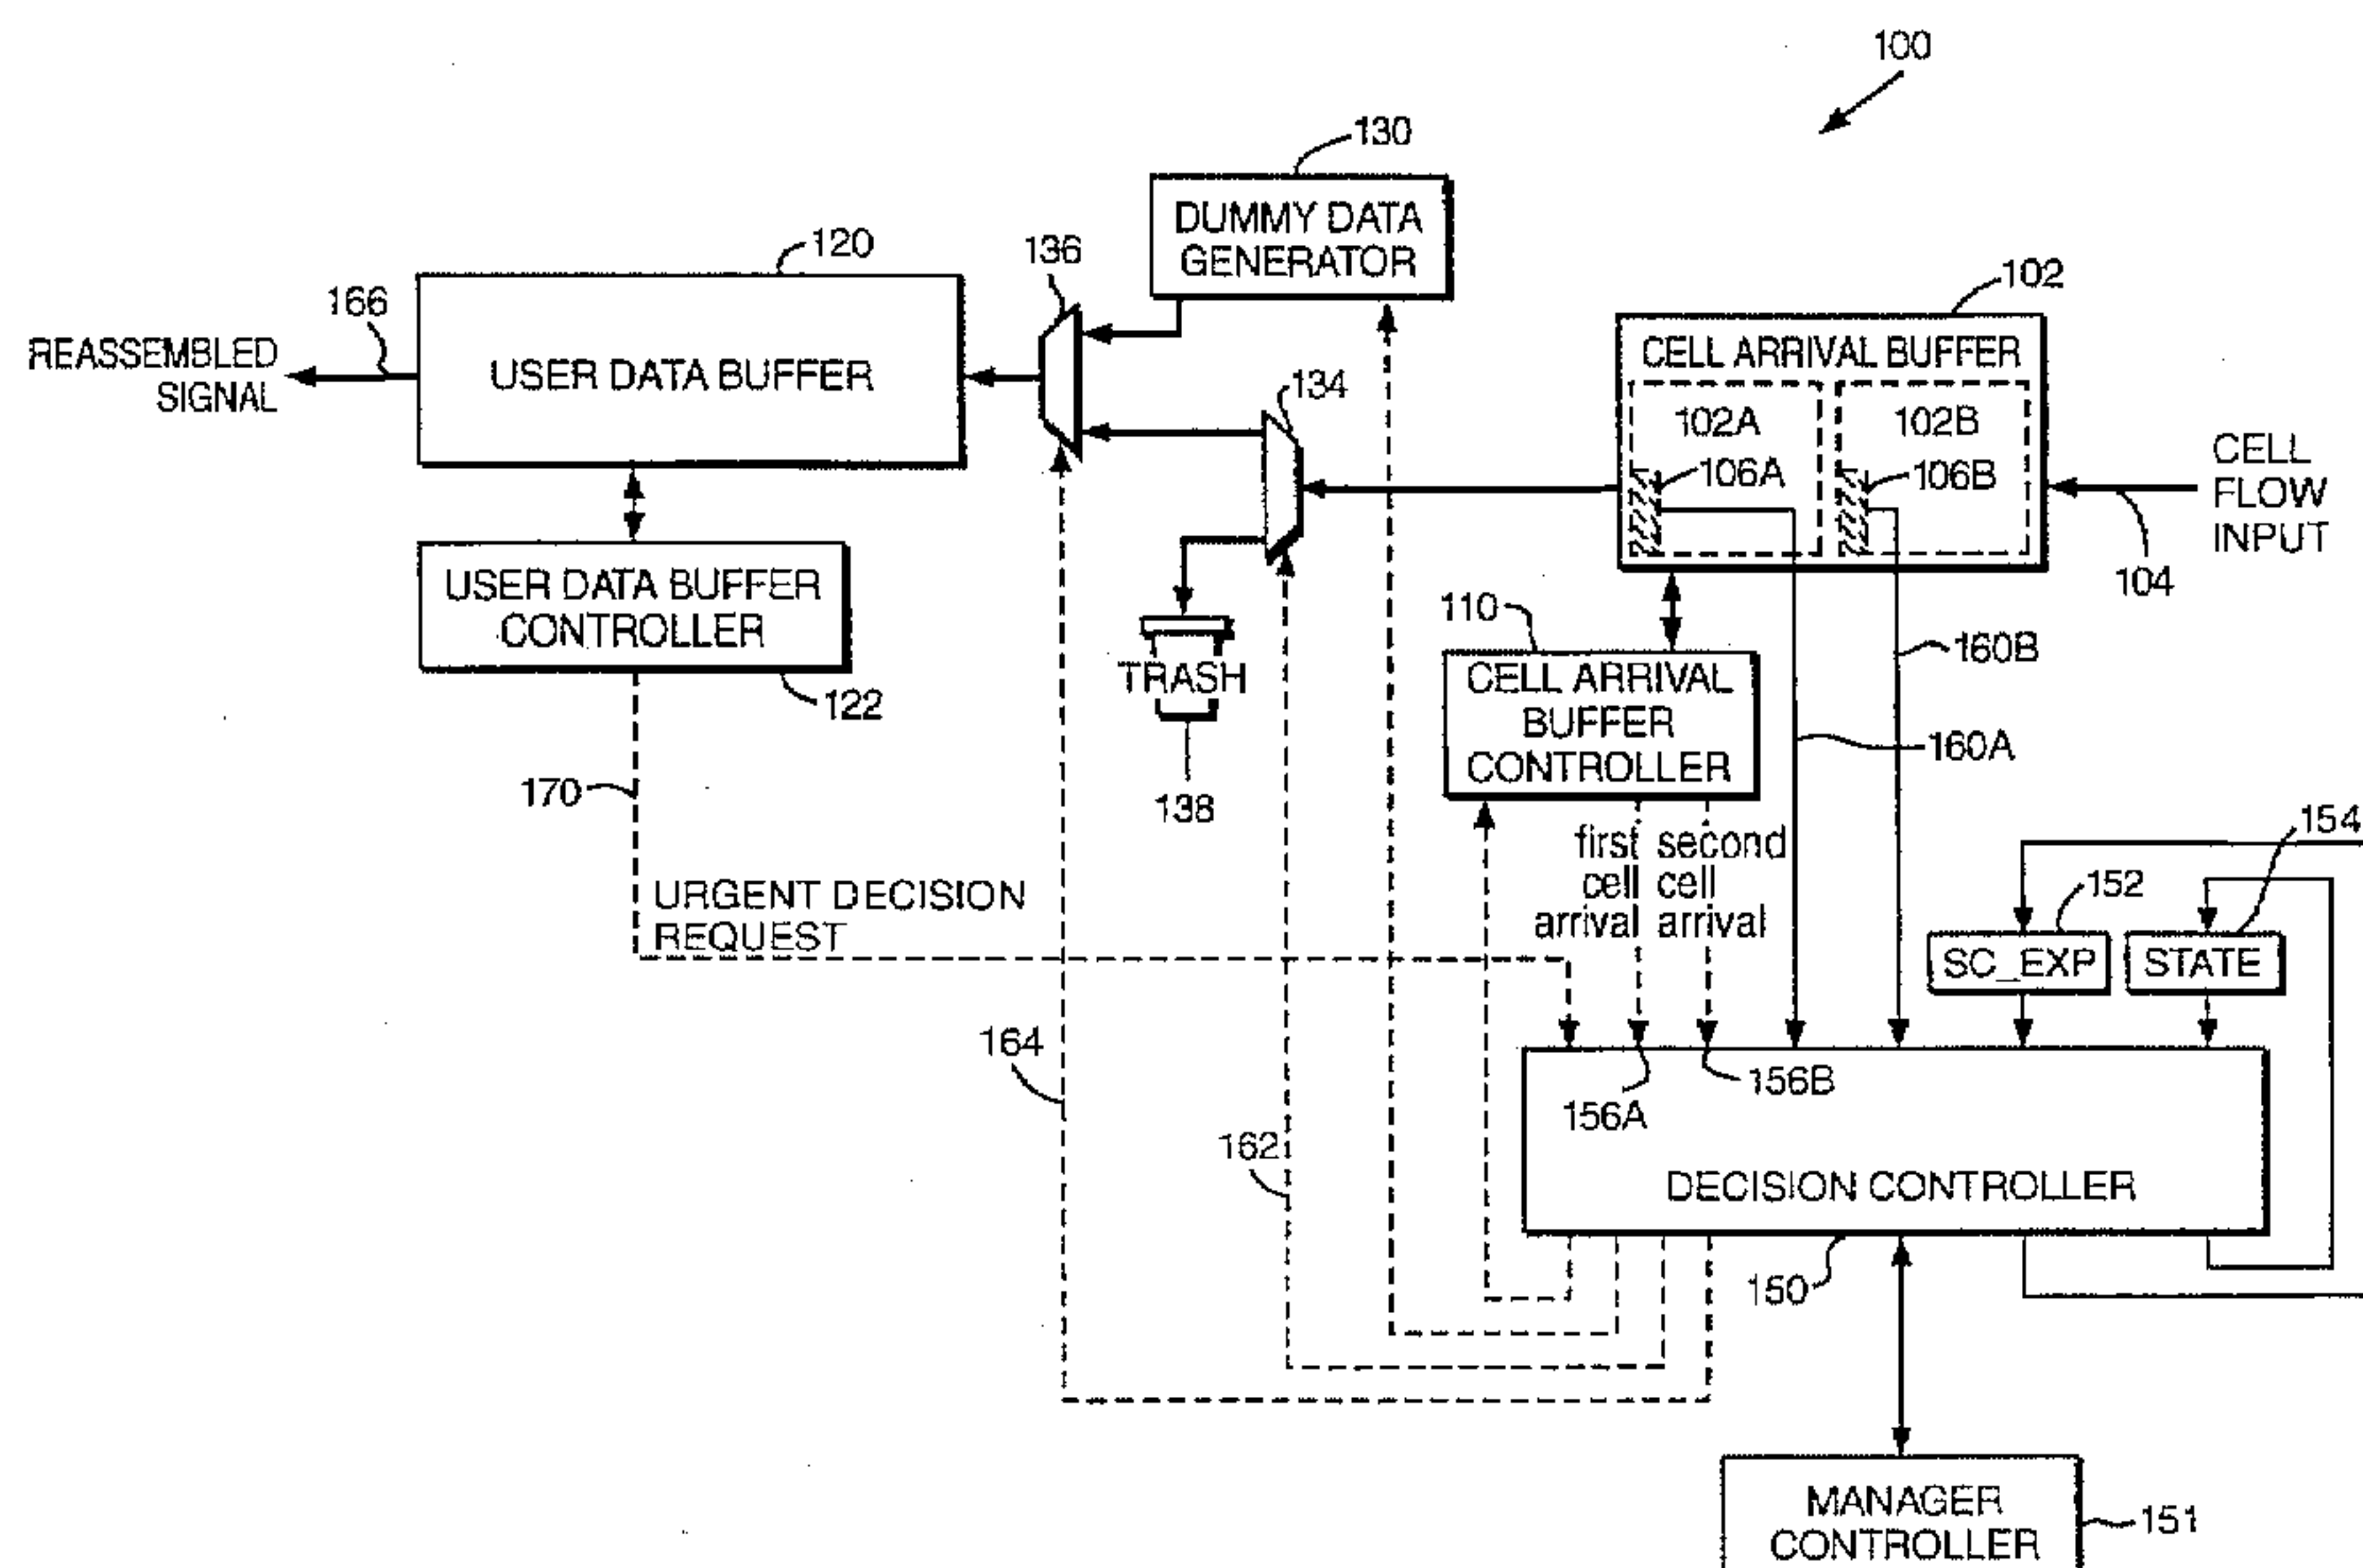 100
130
DUMMY DATA
GENERATOR
120
136
102
166
REASSEMBLED
SIGNAL
USER DATA BUFFER
CELL ARRIVAL BUFFER
134
102A
102B
106A
106B
CELL
FLOW
INPUT
104
USER DATA BUFFER
CONTROLLER
122
110
TRASH
138
CELL ARRIVAL
BUFFER
CONTROLLER
160B
160A
170
first second
cell cell
arrival arrival
154
152
URGENT DECISION
REQUEST
SC_EXP
STATE
164
156A
156B
162
DECISION CONTROLLER
150
MANAGER
CONTROLLER
151